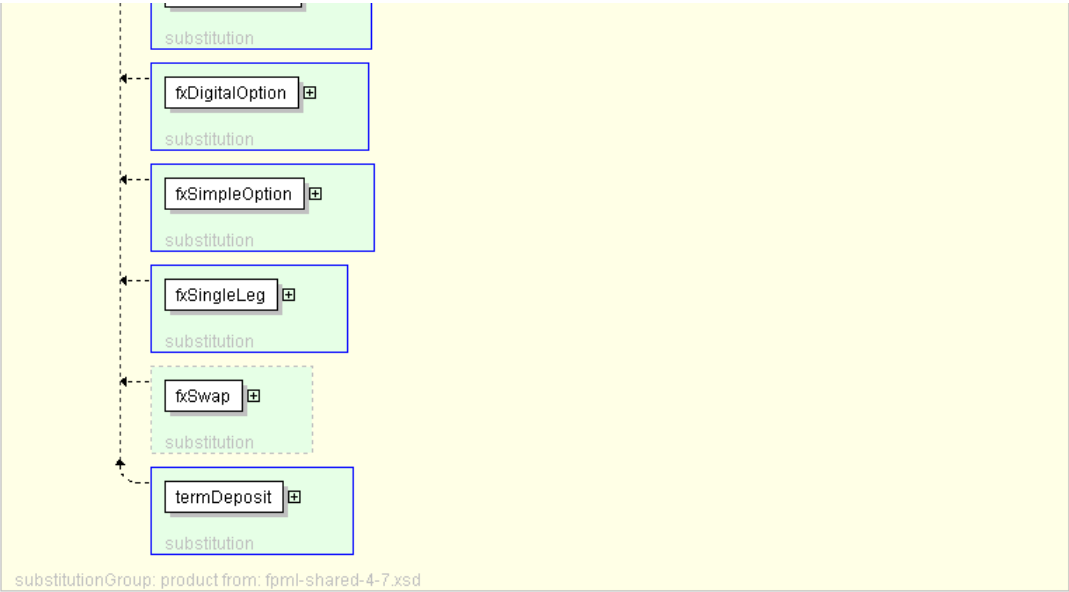 substitution
fxDigitalOption
substitution
fxSimpleOption
substitution
fxSingleLeg
substitution
fxSwap
substitution
termDeposit
substitution
substitutionGroup: product from: fpml-shared-4-7.xsd